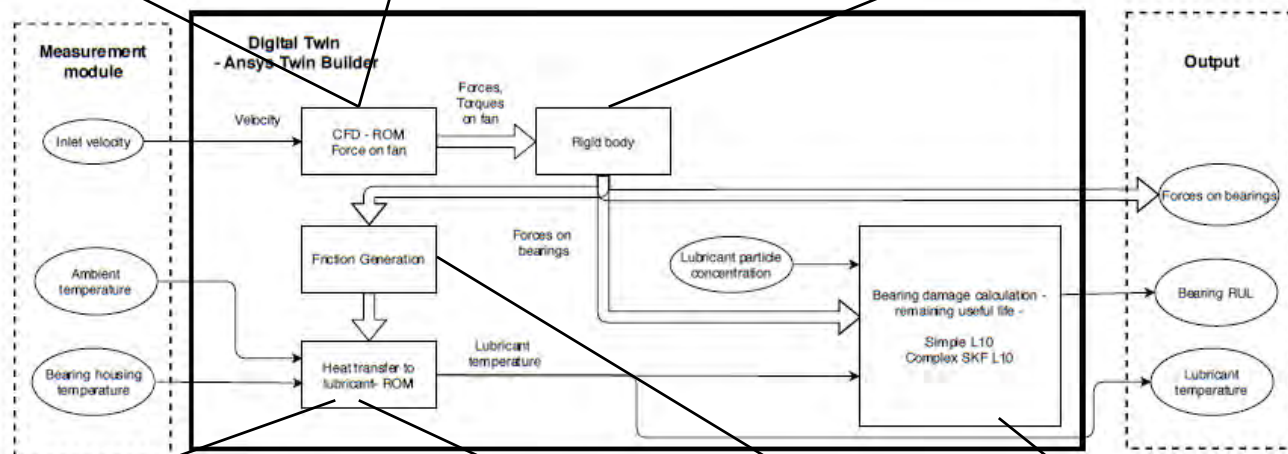 Measurement
module
Inlet velocity
Ambient
temperature
Bearing housing
temperature
Digital Twin
- Ansys Twin Builder
Velocity
CFD - ROM
Force on fan
Forces,
Torques
on fan
Rigid body
Friction Generation
Forces on
bearings
Lubricant particle
concentration
Heat transfer to
lubricant- ROM
Lubricant
temperature
Bearing damage calculation -
remaining useful life -
Simple L10
Complex SKF L10
Output
Forces on bearings
Bearing RUL
Lubricant
temperature